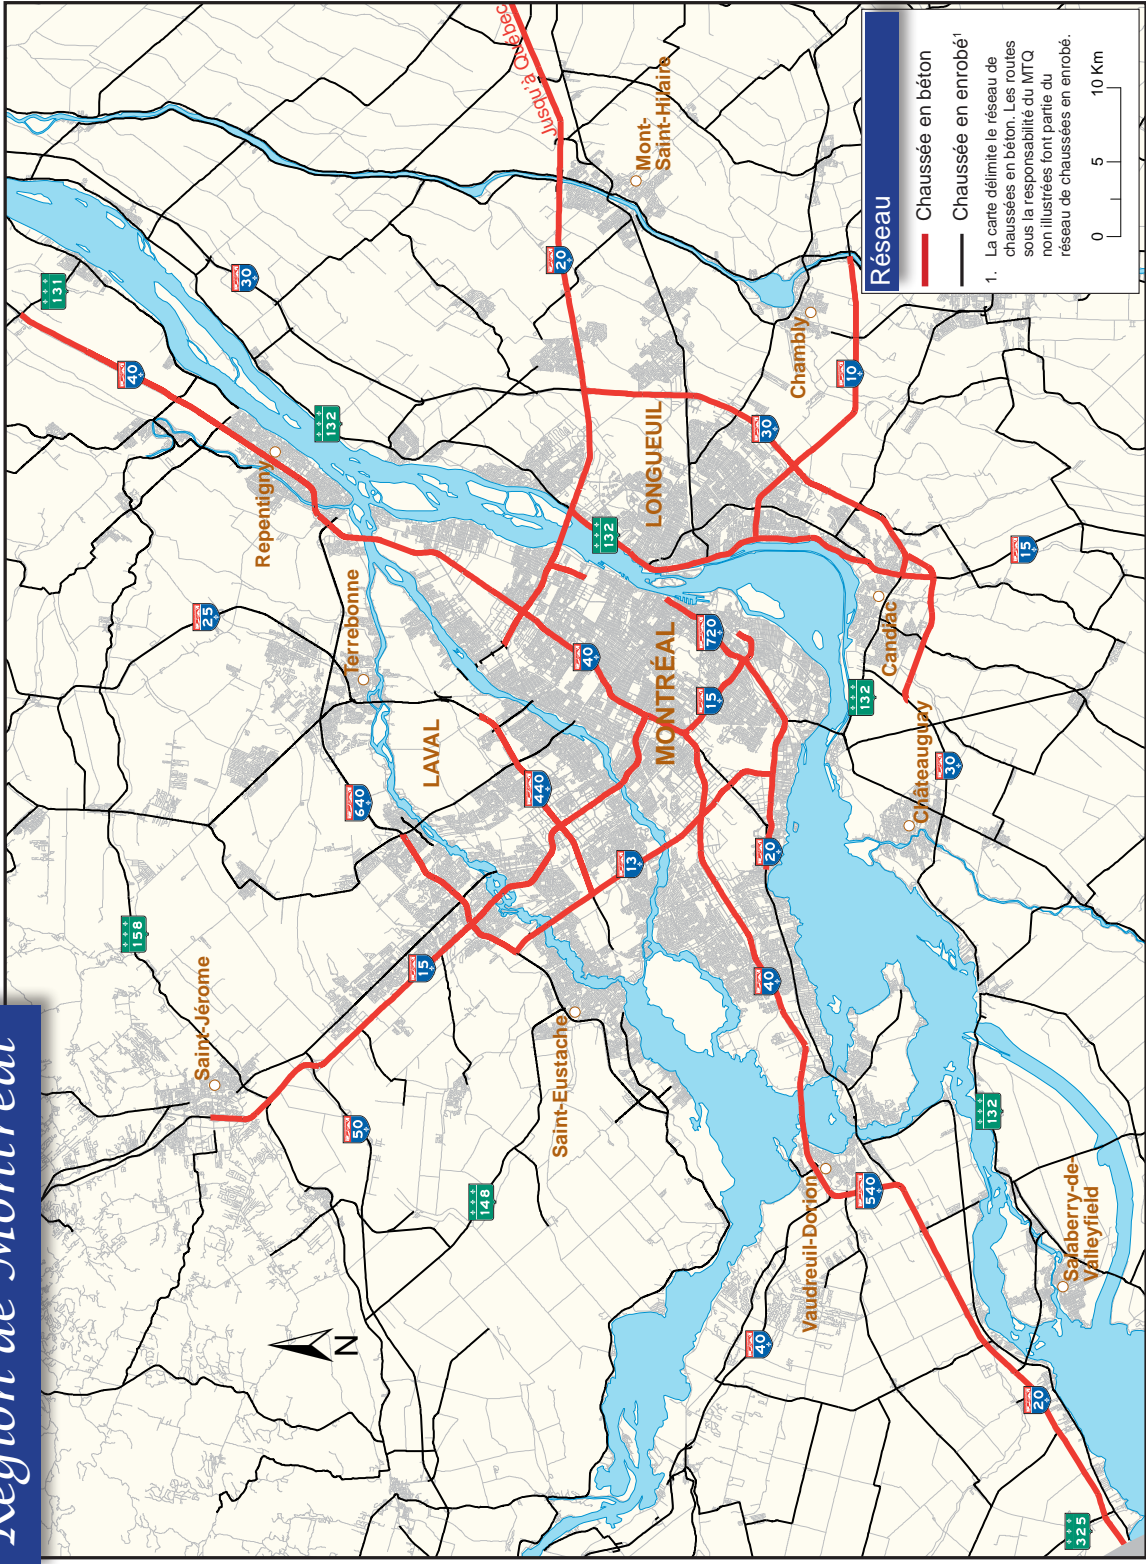 Région de Montréal
Saint-Jérome
158
15
50
148
Saint-Eustache
640
25
Terrebonne
LAVAL
440
13
Repentigny
40
131
30
132
Jusqu'à Québec
20
Mont-
Saint-Hilaire
LONGUEUIL
132
30
Chambly
10
MONTRÉAL
40
720
15
20
40
Candiac
15
132
Châteauguay
30
Vaudreuil-Dorion
540
40
132
Salaberry-de-
Valleyfield
20
325
N
Réseau
Chaussée en béton
Chaussée en enrobé¹
1. La carte délimite le réseau de
chaussées en béton. Les routes
sous la responsabilité du MTQ
non illustrées font partie du
réseau de chaussées en enrobé.
0 5 10 Km